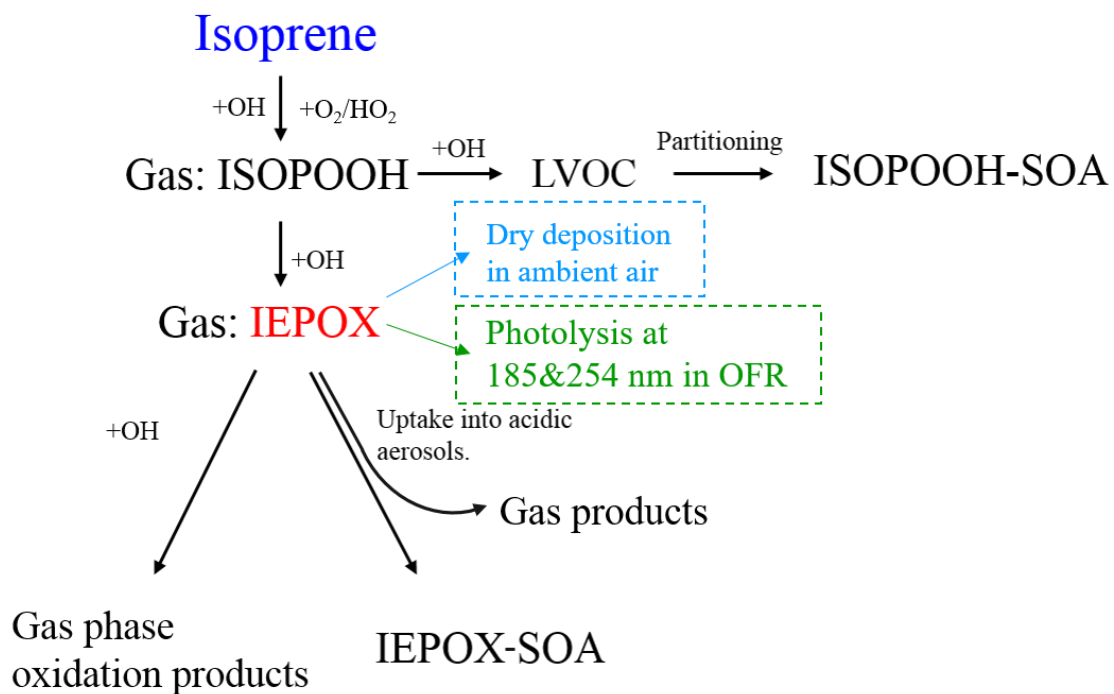 Isoprene
+OH
+O₂/HO₂
Gas: ISOPOOH
+OH
LVOC
Partitioning
ISOPOOH-SOA
+OH
Dry deposition
in ambient air
Gas: IEPOX
Photolysis at
185&254 nm in OFR
+OH
Uptake into acidic
aerosols.
Gas products
Gas phase
oxidation products
IEPOX-SOA